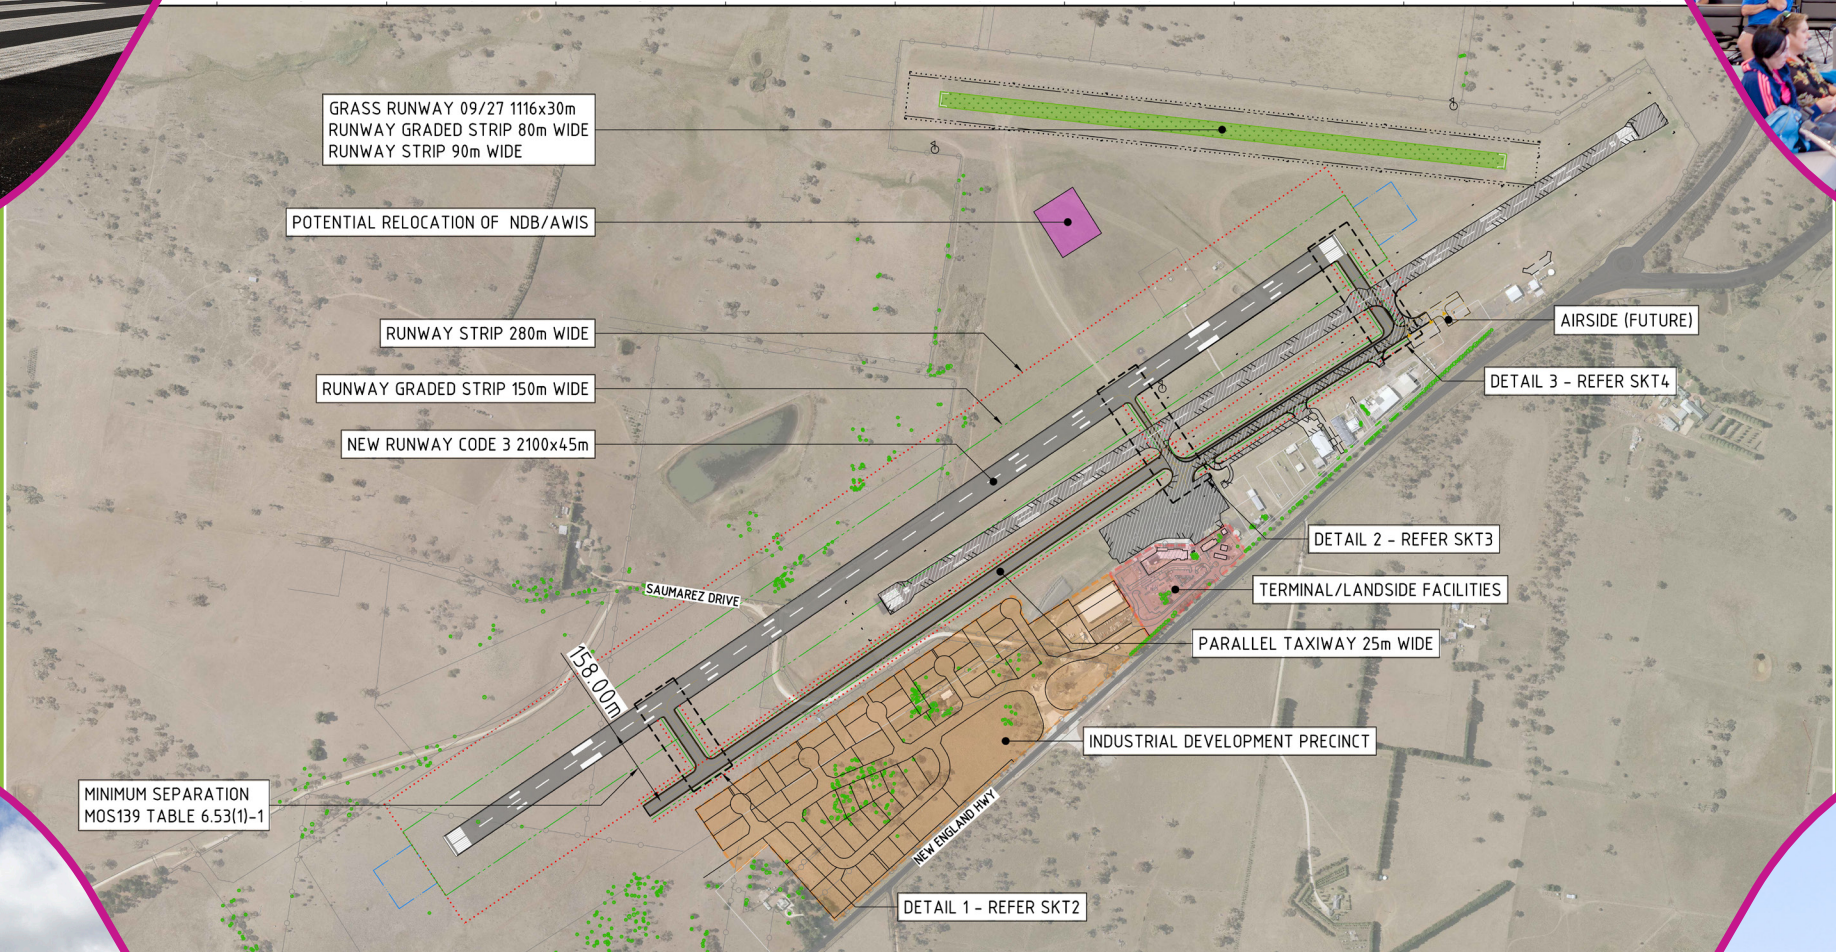 GRASS RUNWAY 09/27 1116x30m
RUNWAY GRADED STRIP 80m WIDE
RUNWAY STRIP 90m WIDE
POTENTIAL RELOCATION OF NDB/AWIS
RUNWAY STRIP 280m WIDE
AIRSIDE (FUTURE)
RUNWAY GRADED STRIP 150m WIDE
DETAIL 3 - REFER SKT4
NEW RUNWAY CODE 3 2100x45m
DETAIL 2 - REFER SKT3
SAUMAREZ DRIVE
TERMINAL/LANDSIDE FACILITIES
PARALLEL TAXIWAY 25m WIDE
158.00m
INDUSTRIAL DEVELOPMENT PRECINCT
MINIMUM SEPARATION
MOS139 TABLE 6.53(1)-1
NEW ENGLAND HWY
DETAIL 1 - REFER SKT2